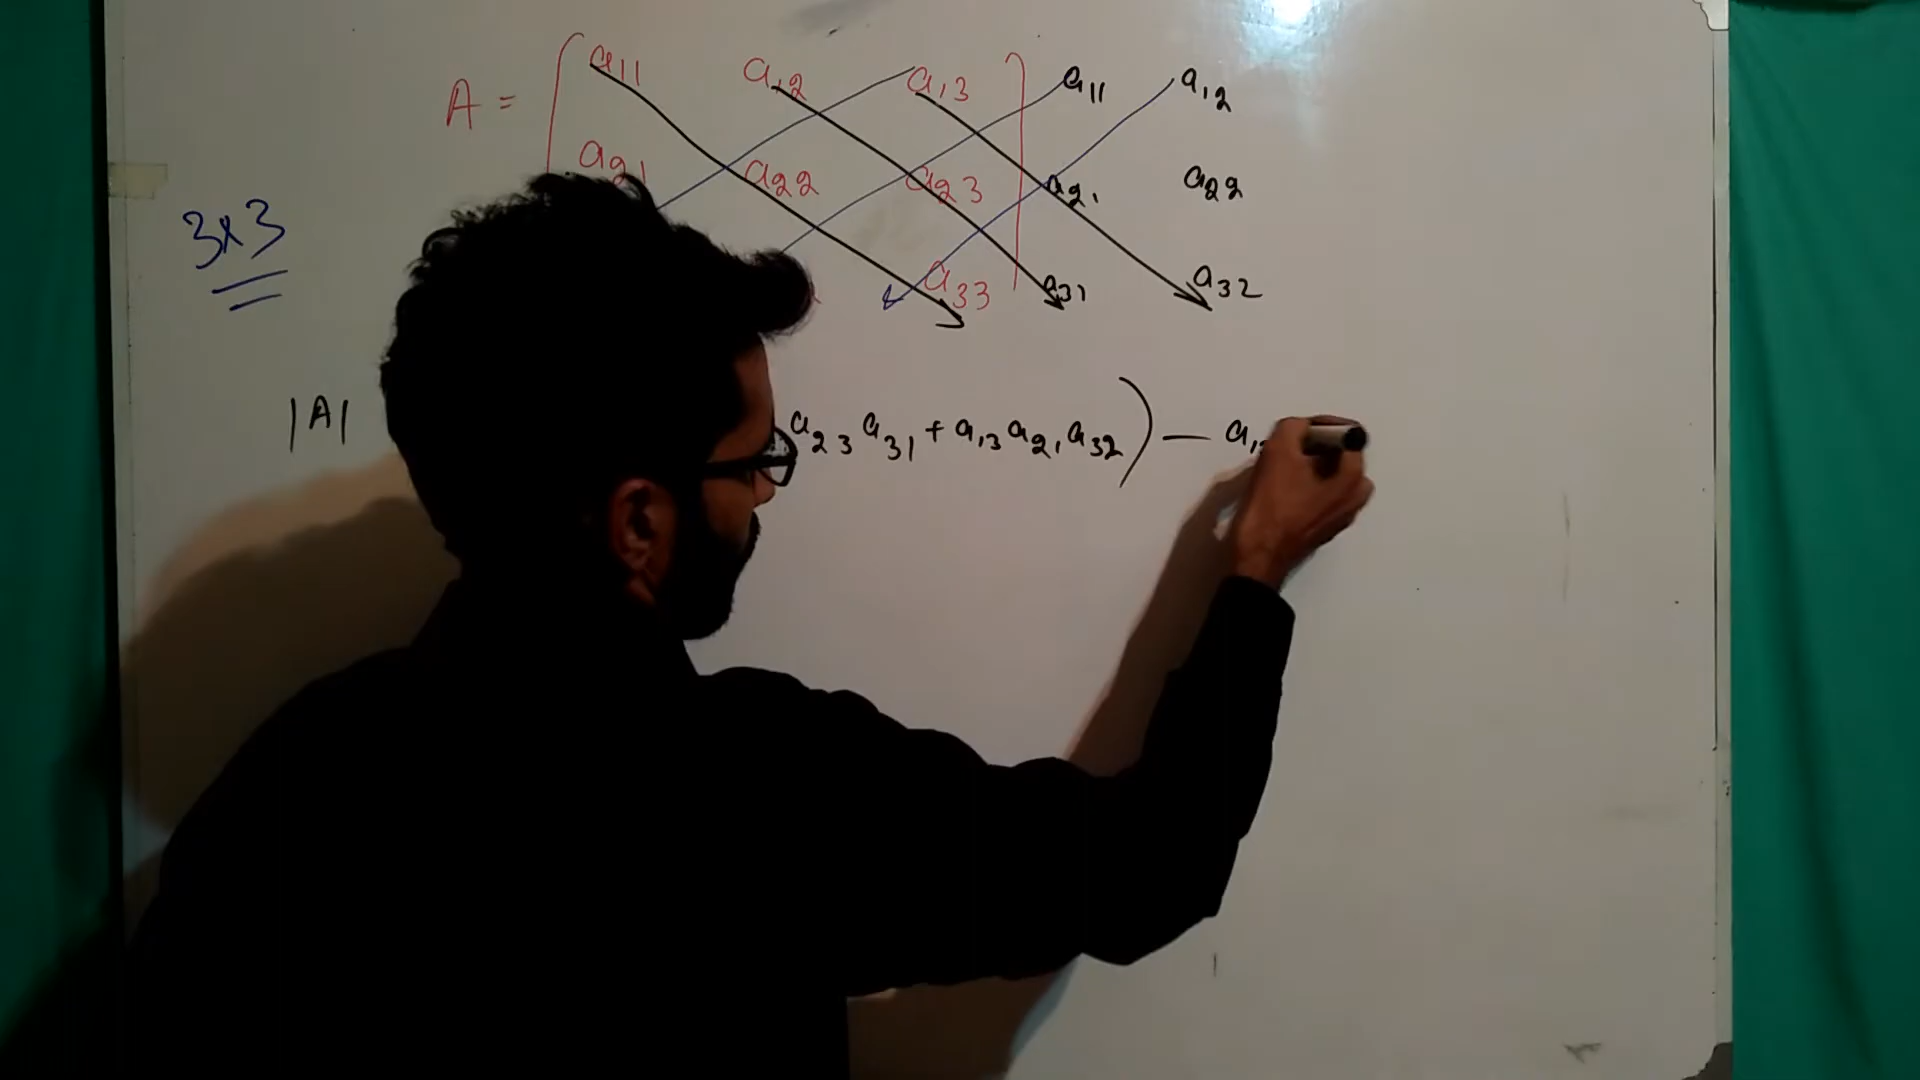 A = a11 a12 a13 a11 a12
a21 a22 a23 a21 a22
3x3
a33 a31 a32
|A| a23 a31 + a13 a21 a32) — a1